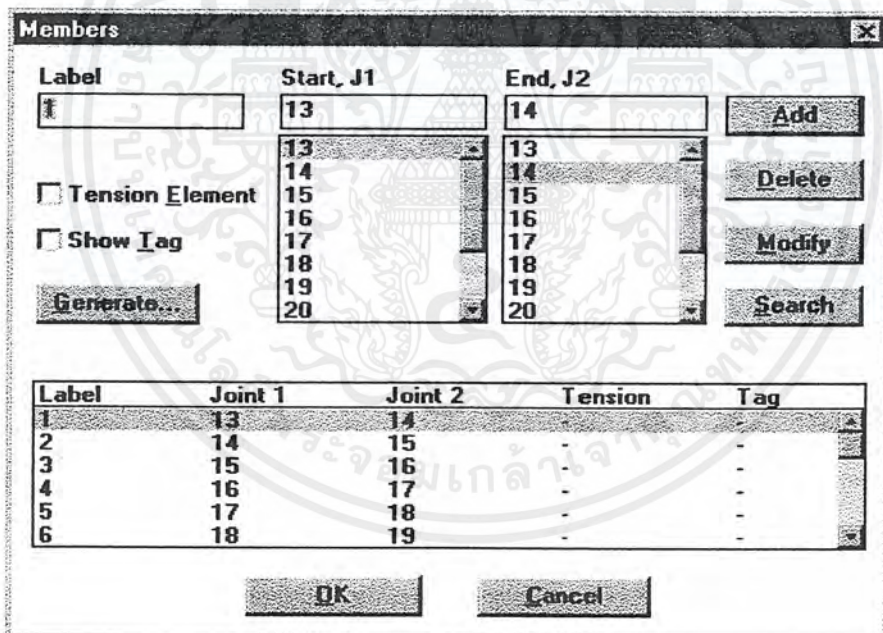 Members
Label Start, J1 End, J2
1 13 14 Add
13 13
14 14 Delete
Tension Element 15 15
16 16
Show Tag 17 17 Modify
18 18
19 19
Generate... 20 20 Search
Label Joint 1 Joint 2 Tension Tag
1 13 14 - -
2 14 15 - -
3 15 16 - -
4 16 17 - -
5 17 18 - -
6 18 19 - -
OK Cancel